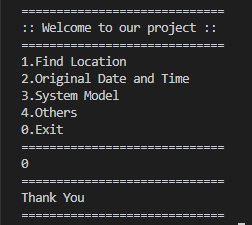 =============================
:: Welcome to our project ::
=============================
1.Find Location
2.Original Date and Time
3.System Model
4.Others
0.Exit
=============================
0
=============================
Thank You
=============================